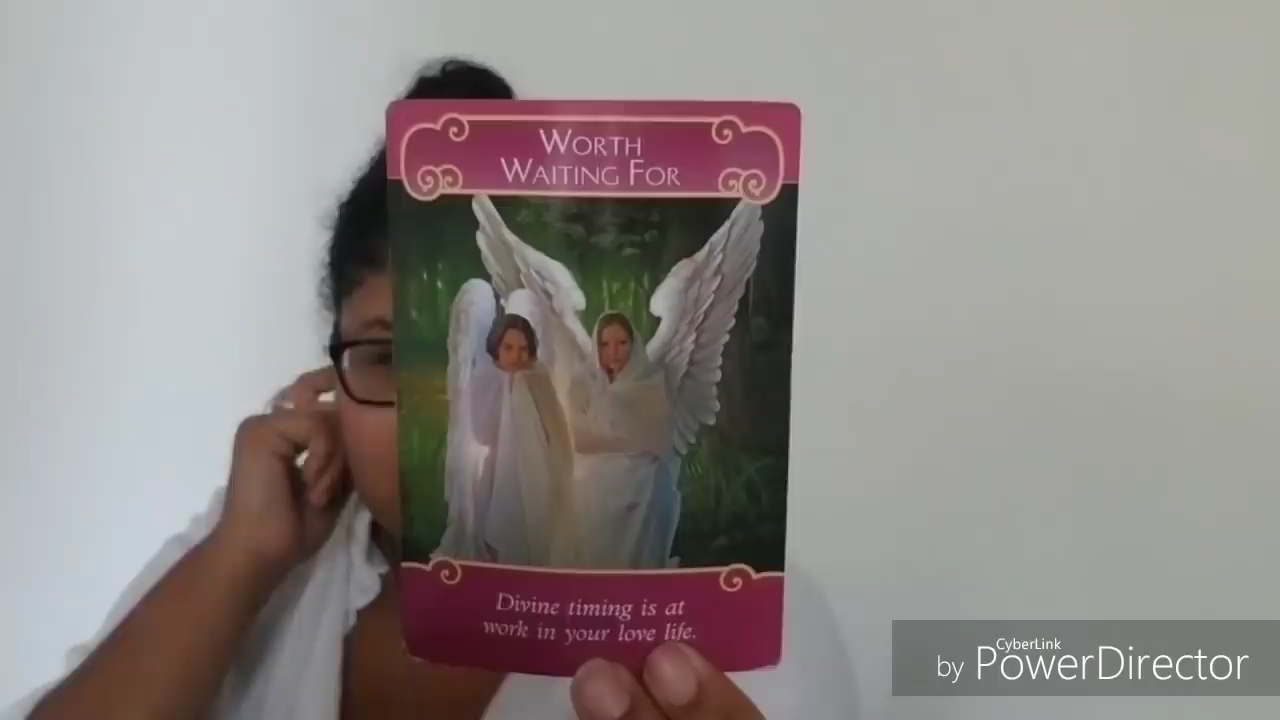 WORTH
WAITING FOR
Divine timing is at
work in your love life.
CyberLink
by PowerDirector